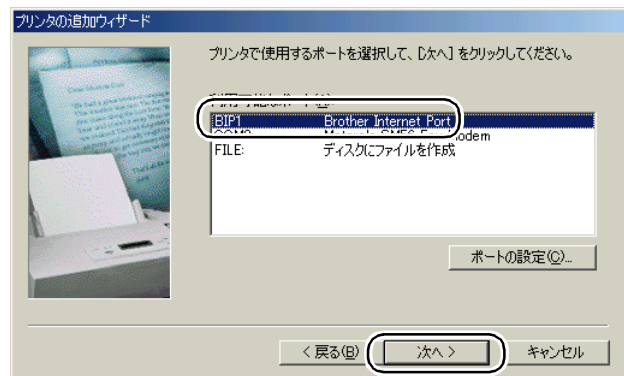 プリンタの追加ウィザード
プリンタで使用するポートを選択して、[次へ] をクリックしてください。
BIP1 Brother Internet Port
FILE: ディスクにファイルを作成
ポートの設定(C)...
< 戻る(B) 次へ > キャンセル